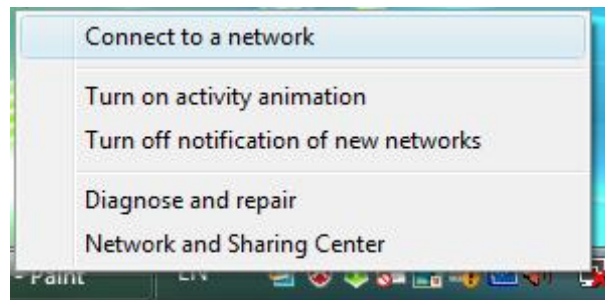 Connect to a network
Turn on activity animation
Turn off notification of new networks
Diagnose and repair
Network and Sharing Center
- Paint
EN